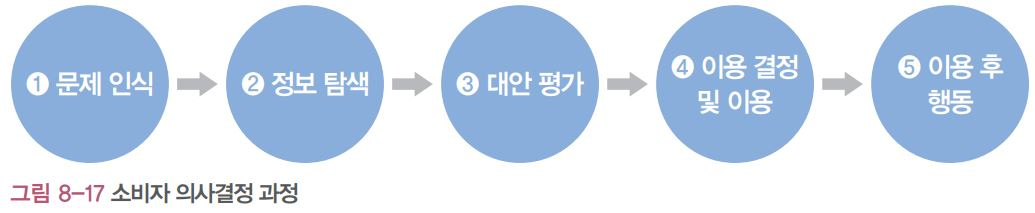 ❶ 문제 인식
❷ 정보 탐색
❸ 대안 평가
❹ 이용 결정
및 이용
❺ 이용 후
행동
그림 8-17 소비자 의사결정 과정